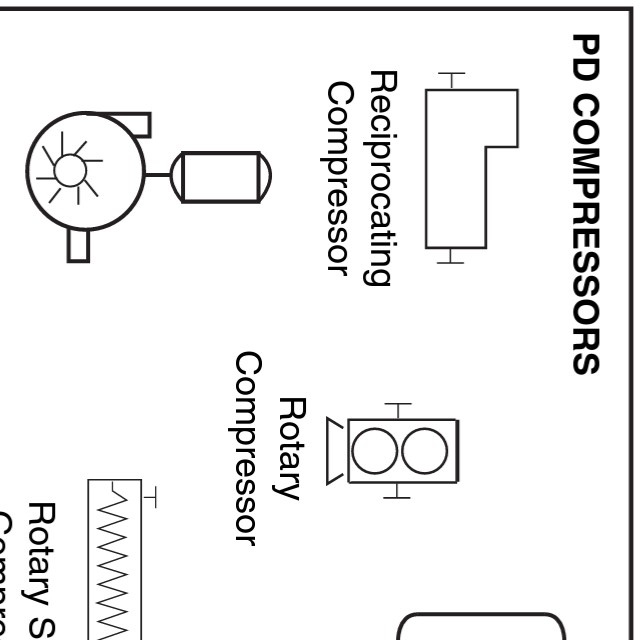 PD COMPRESSORS
Reciprocating
Compressor
Rotary
Compressor
Rotary S